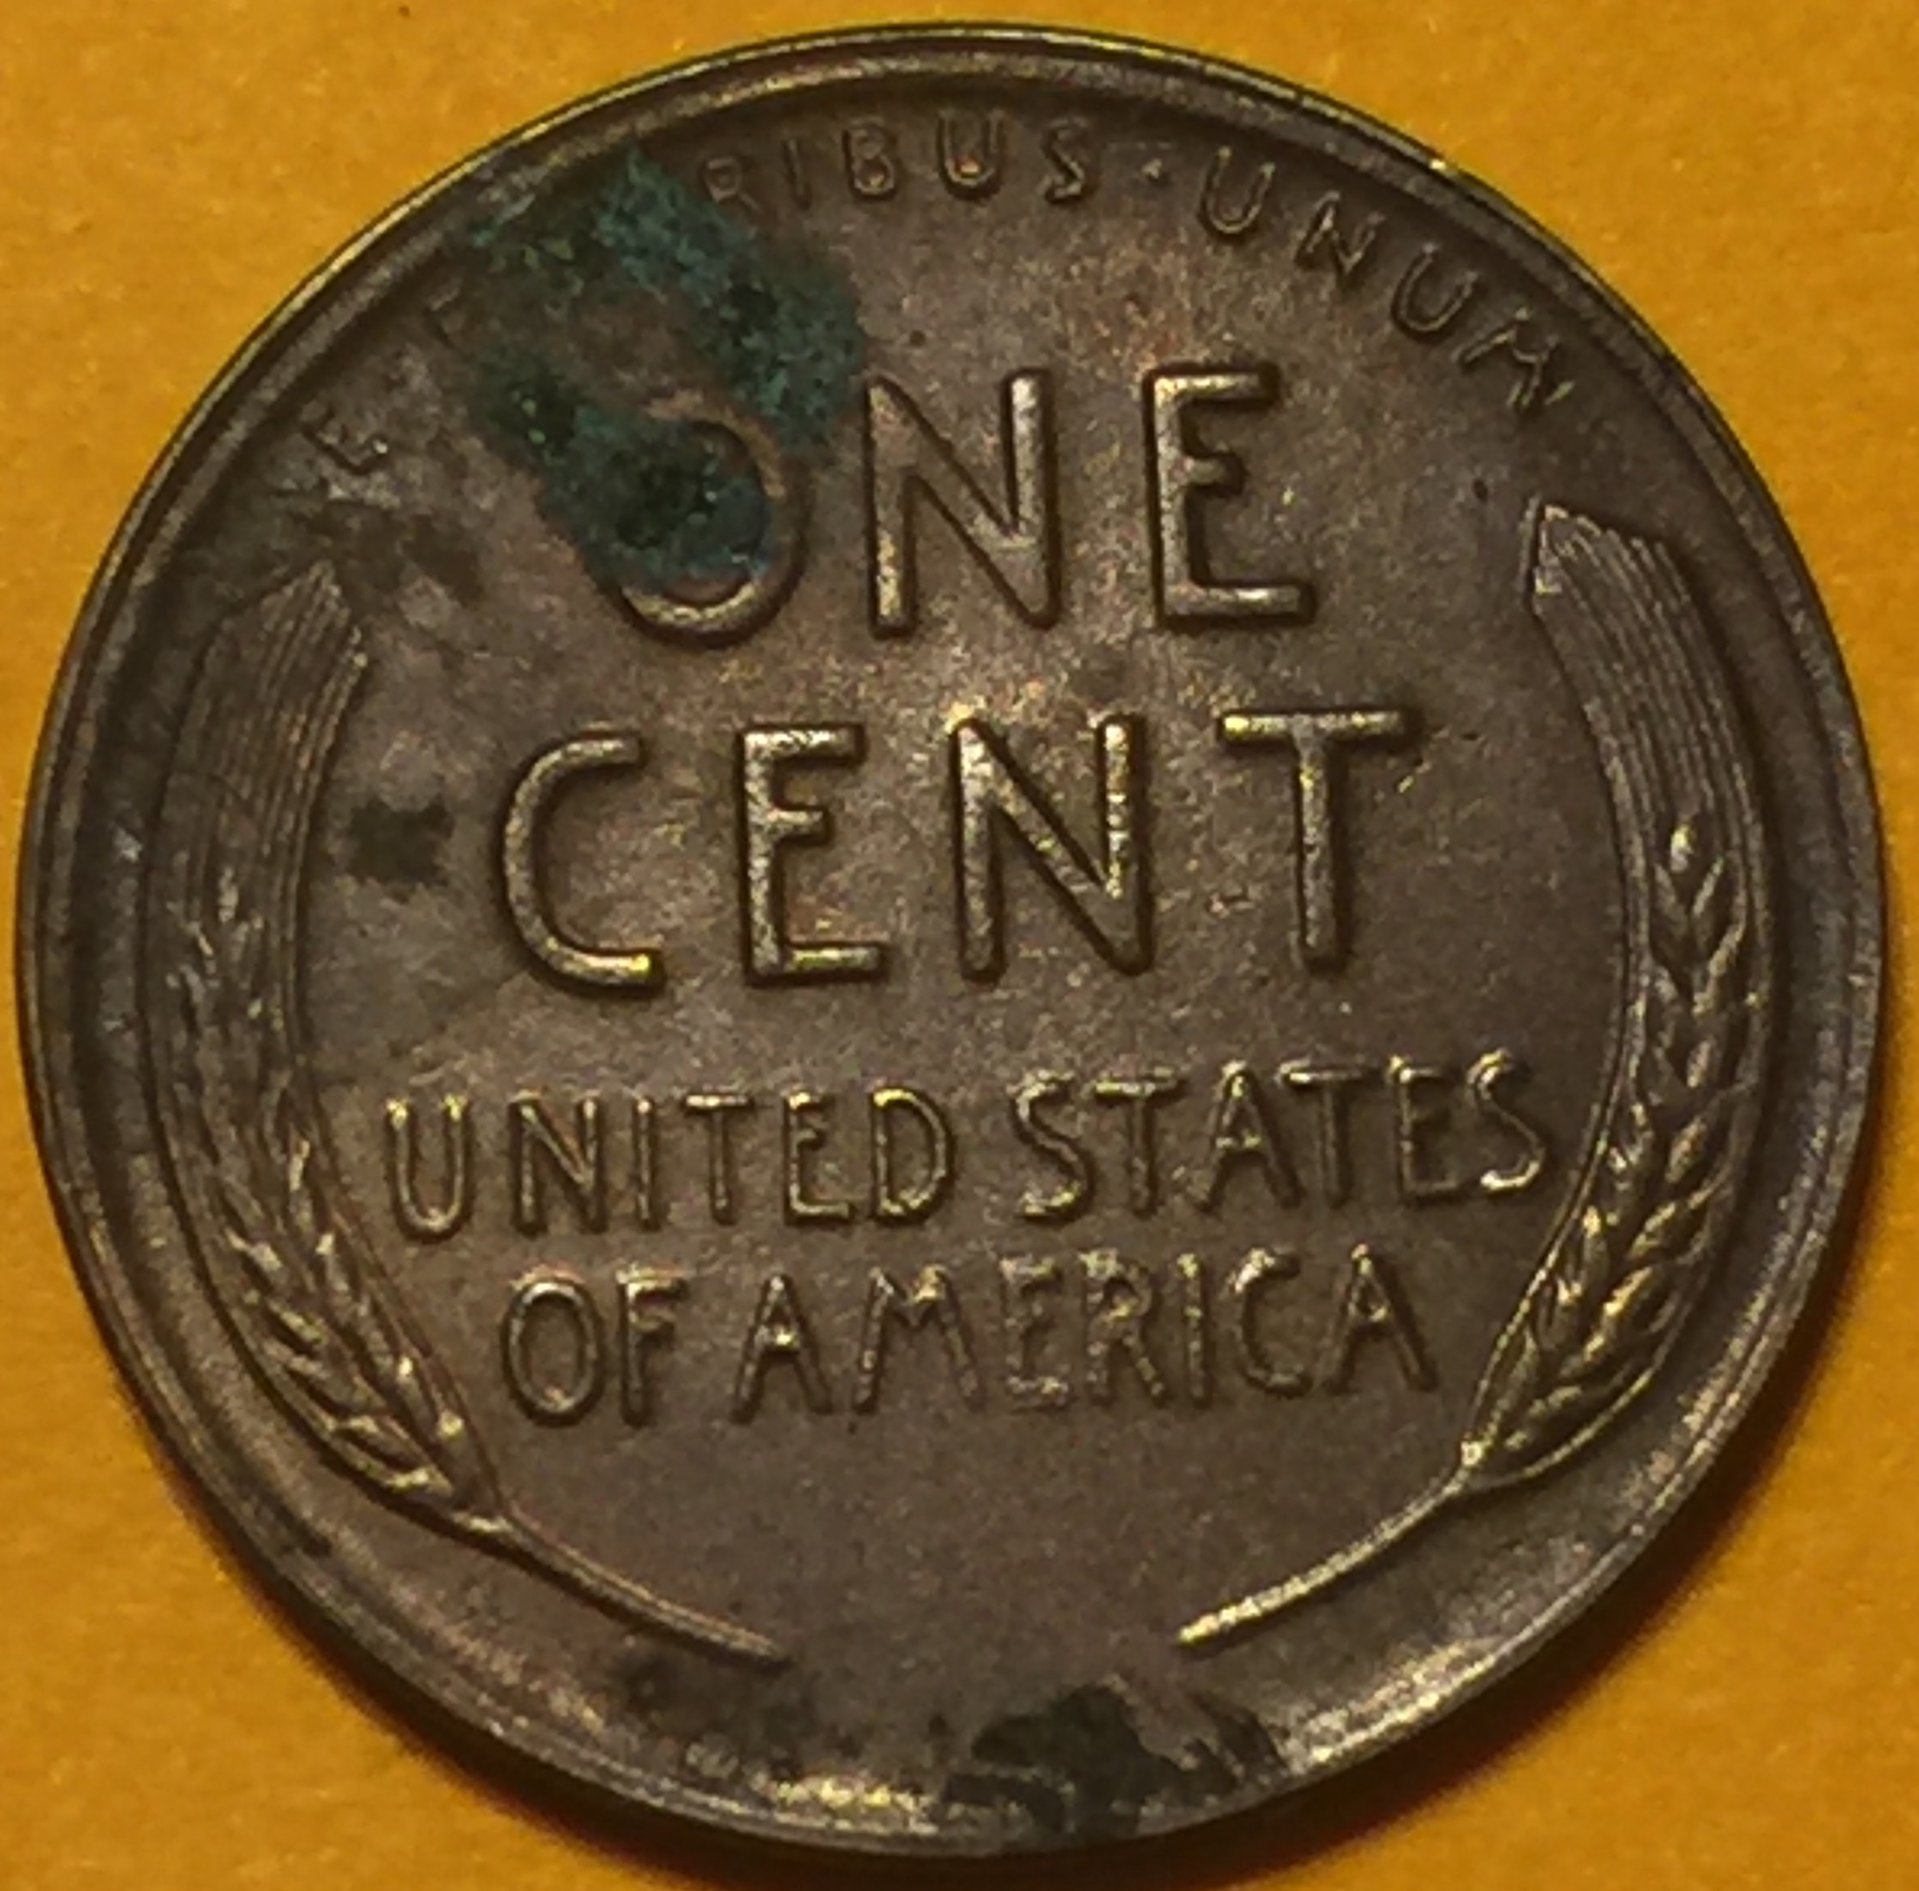 E P RIBUS · UNUM
ONE
CENT
UNITED STATES
OF AMERICA